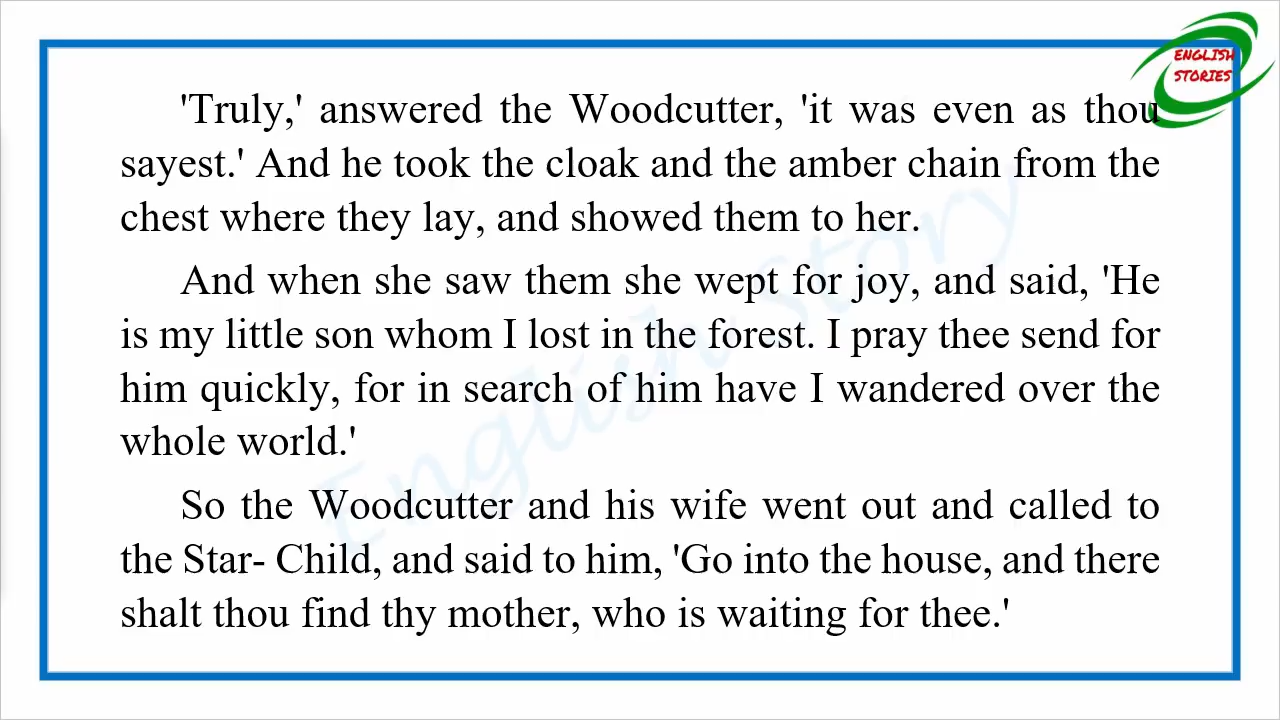 ENGLISH
STORIES
'Truly,' answered the Woodcutter, 'it was even as thou
sayest.' And he took the cloak and the amber chain from the
chest where they lay, and showed them to her.
And when she saw them she wept for joy, and said, 'He
is my little son whom I lost in the forest. I pray thee send for
him quickly, for in search of him have I wandered over the
whole world.'
So the Woodcutter and his wife went out and called to
the Star- Child, and said to him, 'Go into the house, and there
shalt thou find thy mother, who is waiting for thee.'
English Story